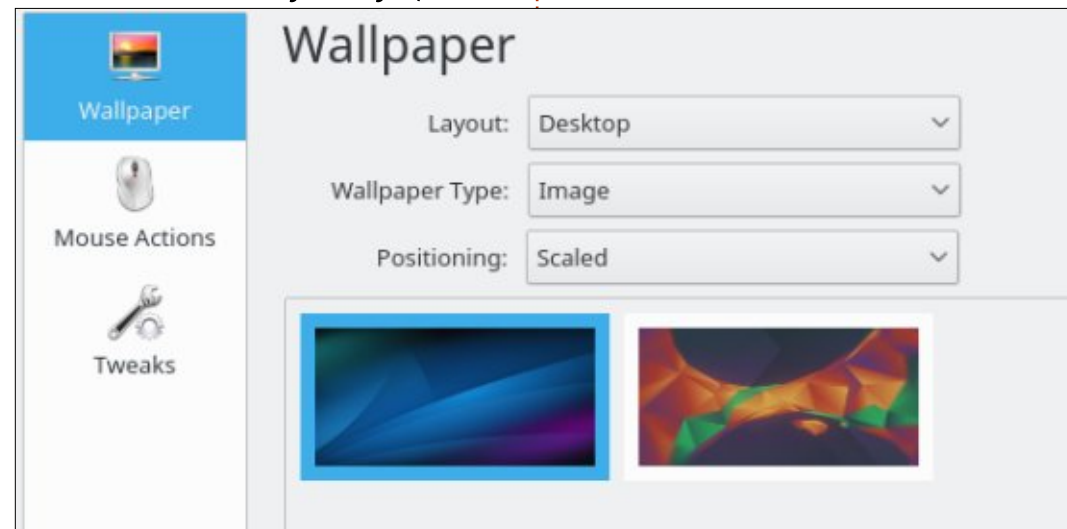 Wallpaper
Mouse Actions
Tweaks
Wallpaper
Layout: Desktop
Wallpaper Type: Image
Positioning: Scaled